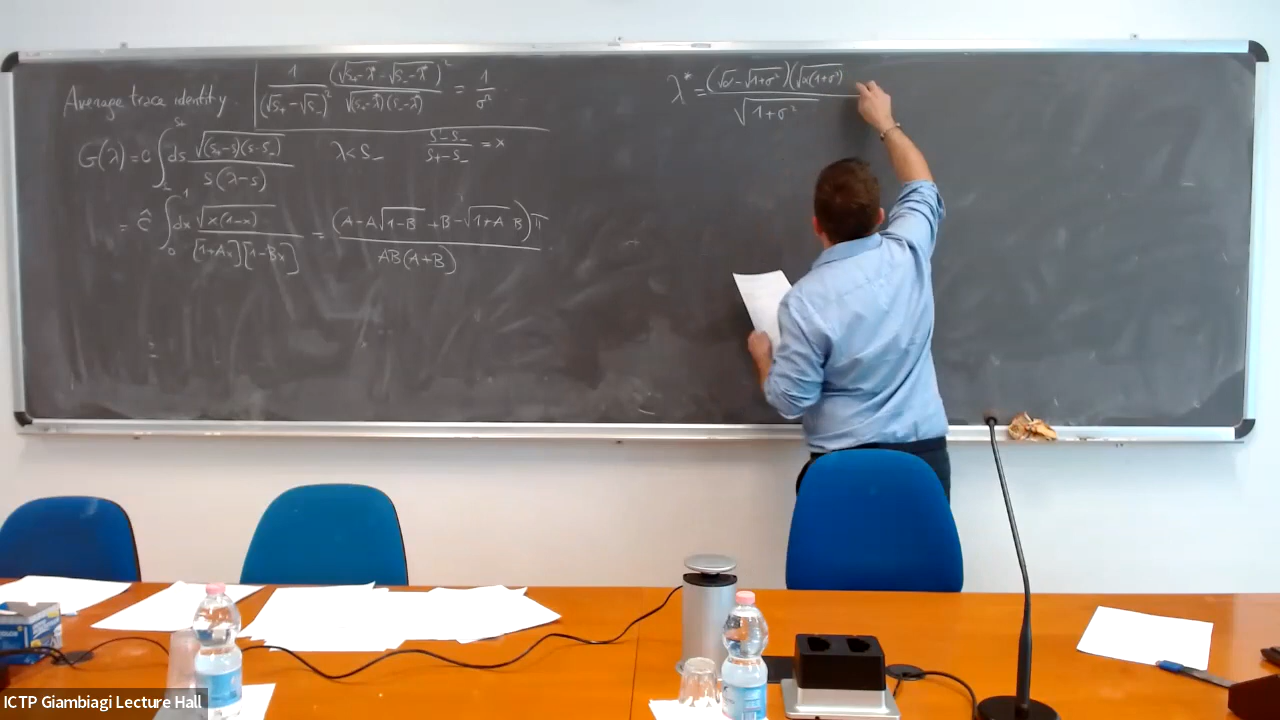 Average trace identity
1/(√S₊ - √S₋)² (√(S₊-λ) - √(S₋-λ))²/√((S₊-λ)(S₋-λ)) = 1/σ².
G(λ) = C ∫ ds √((S₊-s)(s-S₋)) / s(λ-s) λ < S₋ (s-S₋)/(S₊-S₋) = x
= Ĉ ∫₀¹ dx √(x(1-x)) / [1+Ax][1-Bx] = (A - A√(1-B) + B - √(1+A) B)π / AB(A+B).
=
λ* = (√α - √(1+σ²))(√(α(1+σ²)) / √(1+σ²)
ICTP Giambiagi Lecture Hall